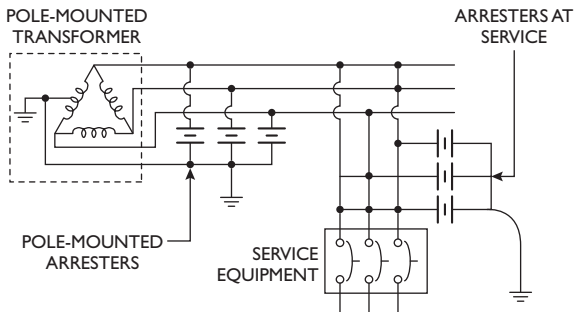 POLE-MOUNTED
TRANSFORMER
ARRESTERS AT
SERVICE
POLE-MOUNTED
ARRESTERS
SERVICE
EQUIPMENT